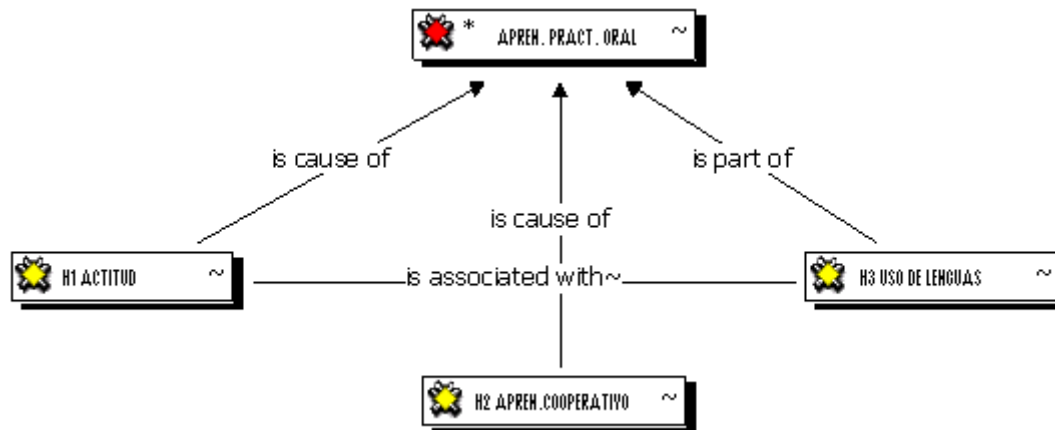 * APREN. PRACT. ORAL ~
is cause of
is part of
is cause of
H1 ACTITUD ~
is associated with~
H3 USO DE LENGUAS ~
H2 APREN.COOPERATIVO ~